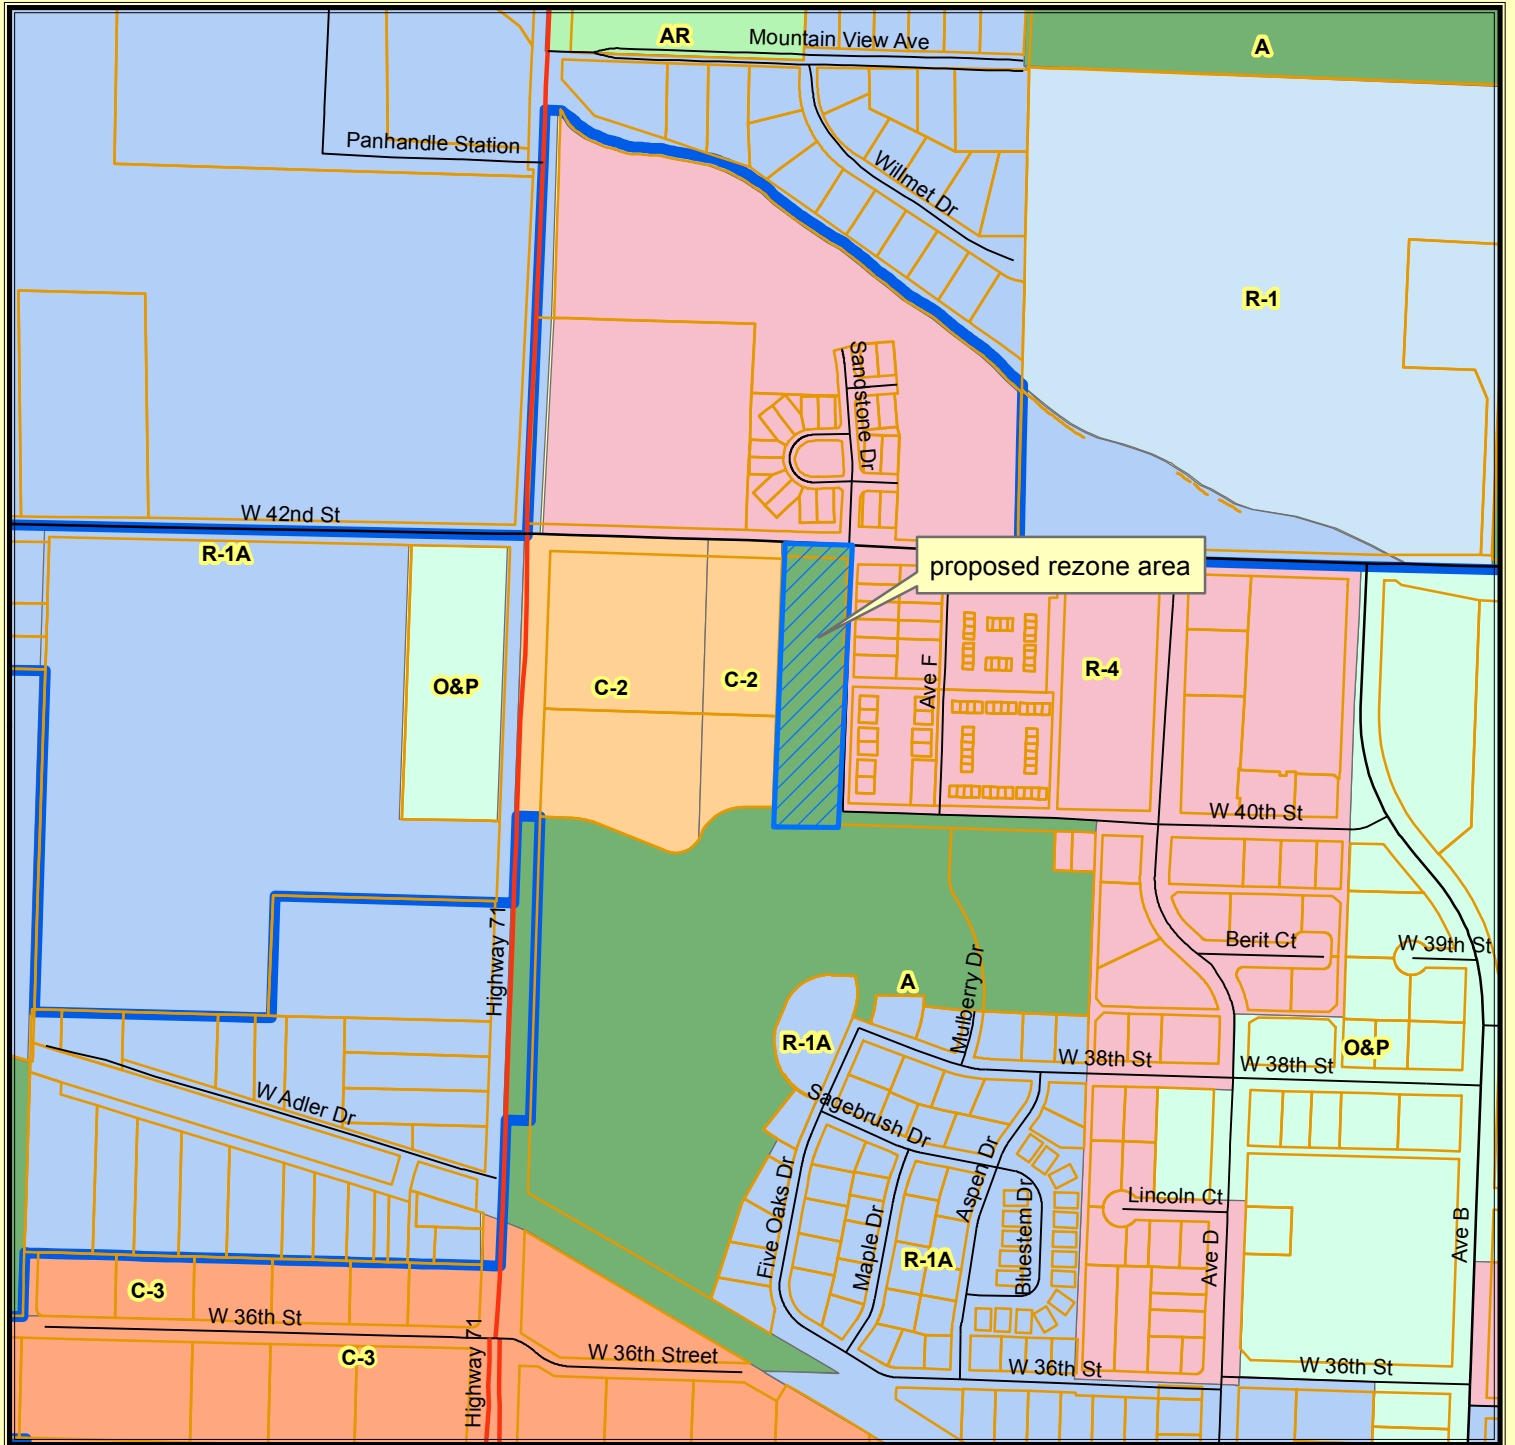 AR
Mountain View Ave
A
Panhandle Station
Willmet Dr
R-1
Sandstone Dr
W 42nd St
R-1A
proposed rezone area
O&P
C-2
C-2
Ave F
R-4
W 40th St
Highway 71
Berit Ct
W 39th St
Mulberry Dr
A
R-1A
W 38th St
W 38th St
O&P
W Adler Dr
Sagebrush Dr
Five Oaks Dr
Maple Dr
Aspen Dr
Bluestem Dr
R-1A
Lincoln Ct
Ave D
Ave B
C-3
W 36th St
C-3
Highway 71
W 36th Street
W 36th St
W 36th St